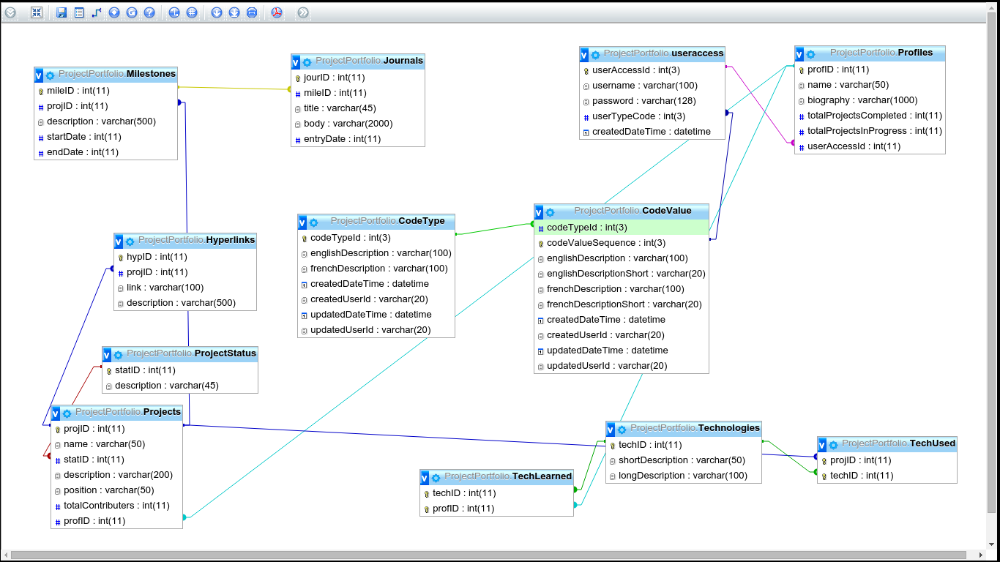 ProjectPortfolio.Milestones
mileID : int(11)
projID : int(11)
description : varchar(500)
startDate : int(11)
endDate : int(11)
ProjectPortfolio.Journals
jourID : int(11)
mileID : int(11)
title : varchar(45)
body : varchar(2000)
entryDate : int(11)
ProjectPortfolio.useraccess
userAccessId : int(3)
username : varchar(100)
password : varchar(128)
userTypeCode : int(3)
createdDateTime : datetime
ProjectPortfolio.Profiles
profID : int(11)
name : varchar(50)
biography : varchar(1000)
totalProjectsCompleted : int(11)
totalProjectsInProgress : int(11)
userAccessId : int(11)
ProjectPortfolio.Hyperlinks
hypID : int(11)
projID : int(11)
link : varchar(100)
description : varchar(500)
ProjectPortfolio.CodeType
codeTypeId : int(3)
englishDescription : varchar(100)
frenchDescription : varchar(100)
createdDateTime : datetime
createdUserId : varchar(20)
updatedDateTime : datetime
updatedUserId : varchar(20)
ProjectPortfolio.CodeValue
codeTypeId : int(3)
codeValueSequence : int(3)
englishDescription : varchar(100)
englishDescriptionShort : varchar(20)
frenchDescription : varchar(100)
frenchDescriptionShort : varchar(20)
createdDateTime : datetime
createdUserId : varchar(20)
updatedDateTime : datetime
updatedUserId : varchar(20)
ProjectPortfolio.ProjectStatus
statID : int(11)
description : varchar(45)
ProjectPortfolio.Projects
projID : int(11)
name : varchar(50)
statID : int(11)
description : varchar(200)
position : varchar(50)
totalContributers : int(11)
profID : int(11)
ProjectPortfolio.TechLearned
techID : int(11)
profID : int(11)
ProjectPortfolio.Technologies
techID : int(11)
shortDescription : varchar(50)
longDescription : varchar(100)
ProjectPortfolio.TechUsed
projID : int(11)
techID : int(11)